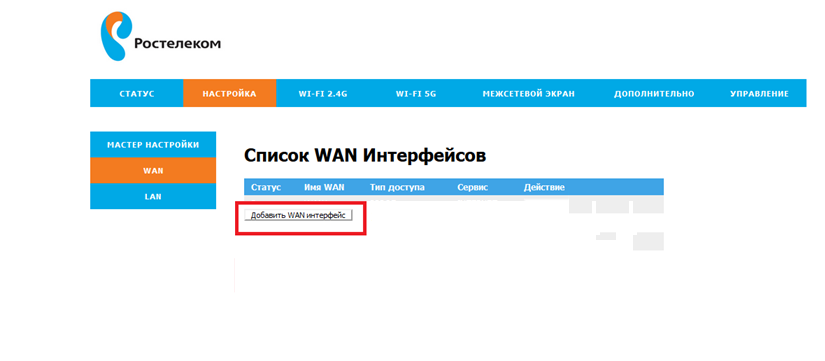 Ростелеком
СТАТУС НАСТРОЙКА WI-FI 2.4G WI-FI 5G МЕЖСЕТЕВОЙ ЭКРАН ДОПОЛНИТЕЛЬНО УПРАВЛЕНИЕ
МАСТЕР НАСТРОЙКИ
WAN
LAN
Список WAN Интерфейсов
Статус Имя WAN Тип доступа Сервис Действие
Добавить WAN интерфейс